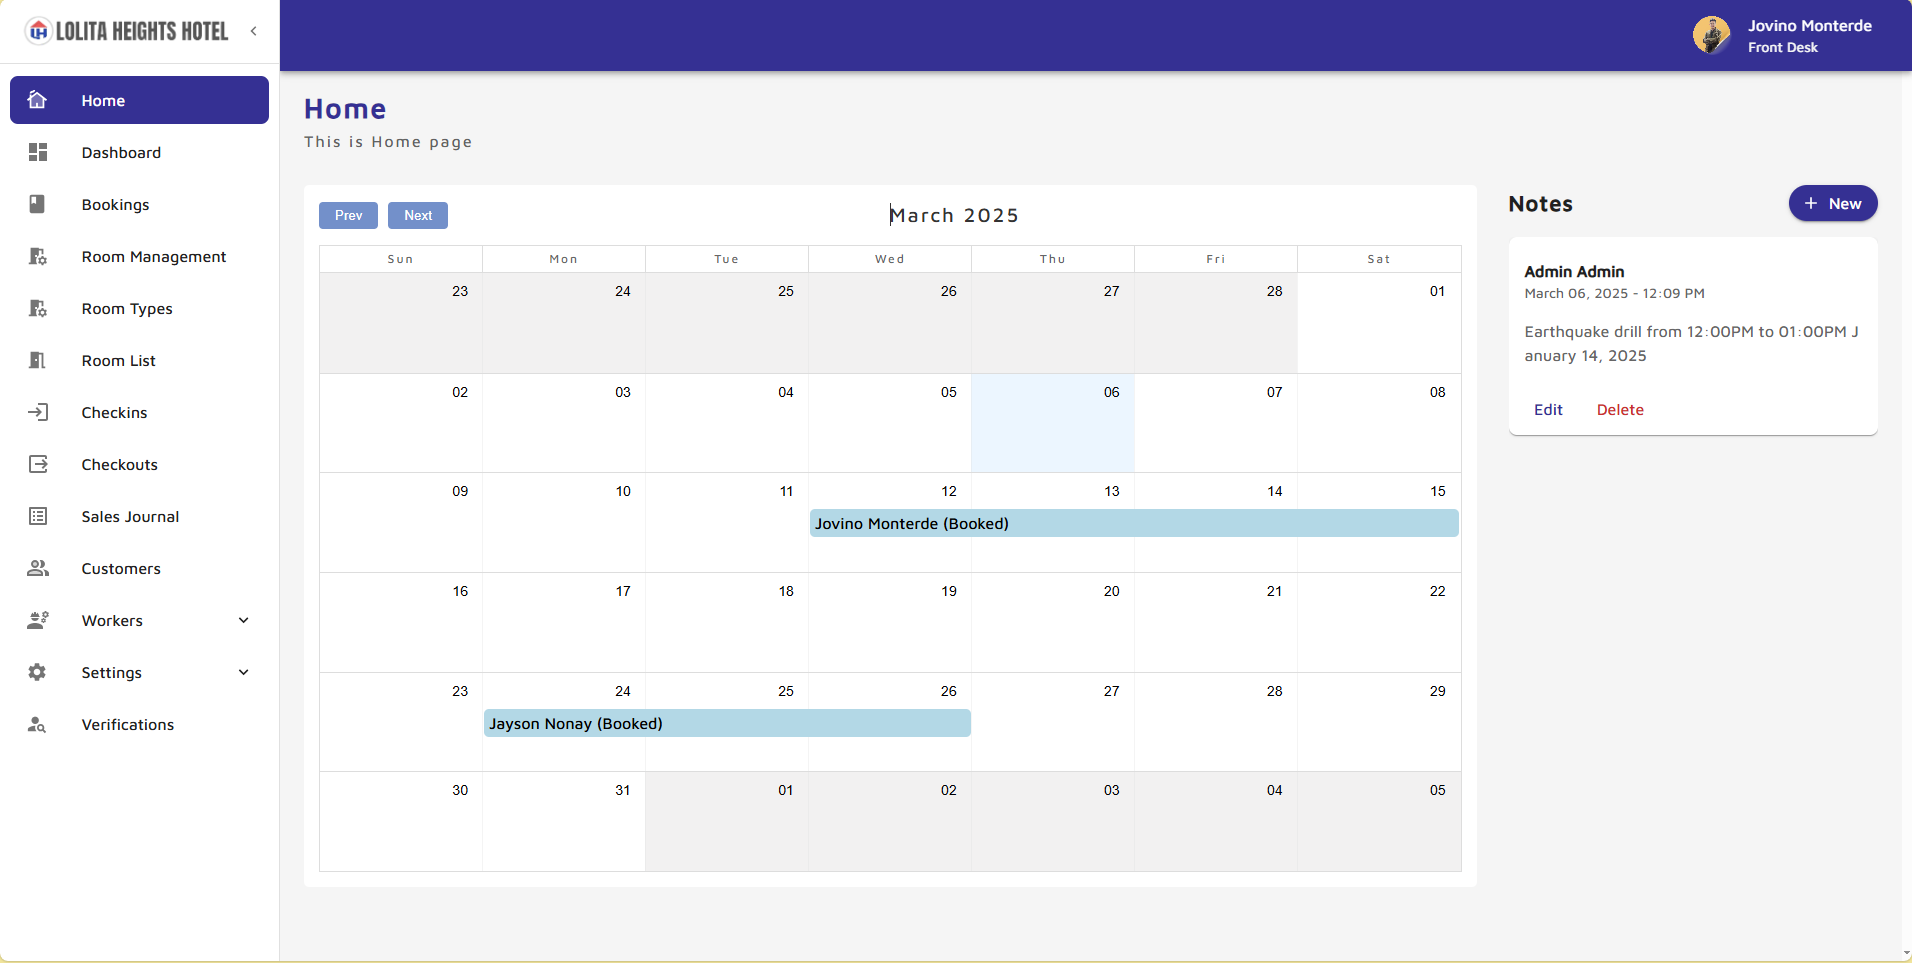 LOLITA HEIGHTS HOTEL
Jovino Monterde
Front Desk
Home
Dashboard
Bookings
Room Management
Room Types
Room List
Checkins
Checkouts
Sales Journal
Customers
Workers
Settings
Verifications
Home
This is Home page
Prev Next March 2025
Sun Mon Tue Wed Thu Fri Sat
23 24 25 26 27 28 01
02 03 04 05 06 07 08
09 10 11 12 13 14 15
Jovino Monterde (Booked)
16 17 18 19 20 21 22
23 24 25 26 27 28 29
Jayson Nonay (Booked)
30 31 01 02 03 04 05
Notes
+ New
Admin Admin
March 06, 2025 - 12:09 PM
Earthquake drill from 12:00PM to 01:00PM J
anuary 14, 2025
Edit Delete